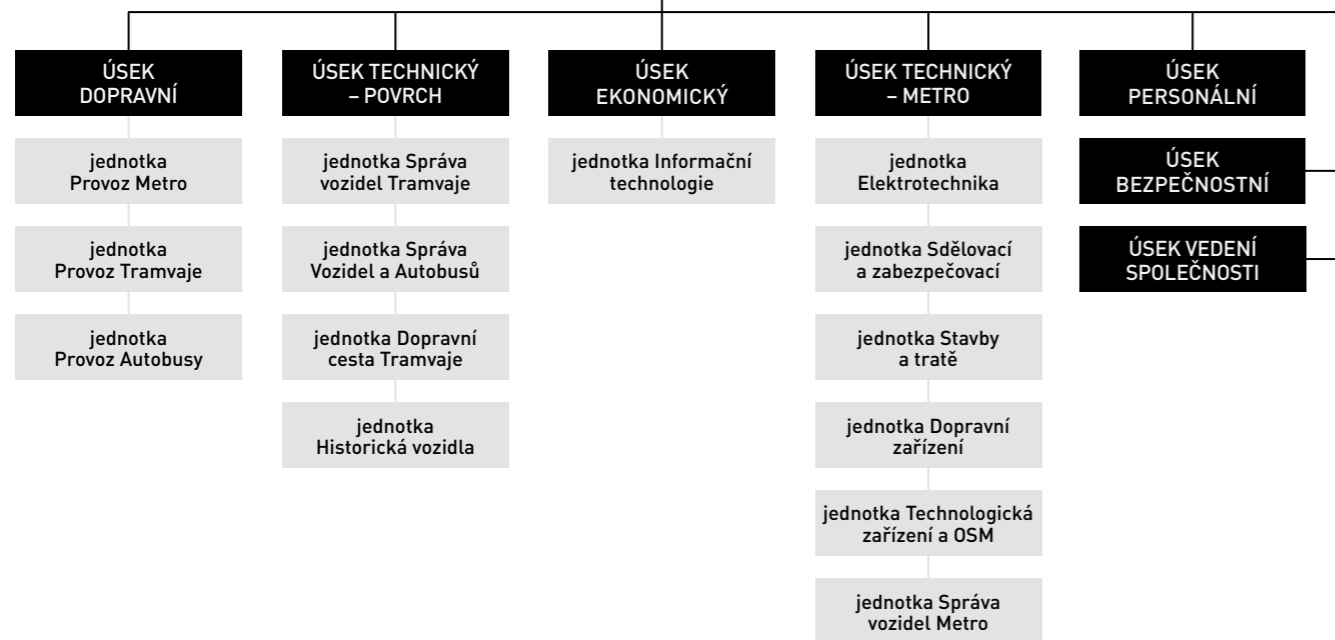 ÚSEK
DOPRAVNÍ
jednotka
Provoz Metro
jednotka
Provoz Tramvaje
jednotka
Provoz Autobusy
ÚSEK TECHNICKÝ
– POVRCH
jednotka Správa
vozidel Tramvaje
jednotka Správa
Vozidel a Autobusů
jednotka Dopravní
cesta Tramvaje
jednotka
Historická vozidla
ÚSEK
EKONOMICKÝ
jednotka Informační
technologie
ÚSEK TECHNICKÝ
– METRO
jednotka
Elektrotechnika
jednotka Sdělovací
a zabezpečovací
jednotka Stavby
a tratě
jednotka Dopravní
zařízení
jednotka Technologická
zařízení a OSM
jednotka Správa
vozidel Metro
ÚSEK
PERSONÁLNÍ
ÚSEK
BEZPEČNOSTNÍ
ÚSEK VEDENÍ
SPOLEČNOSTI